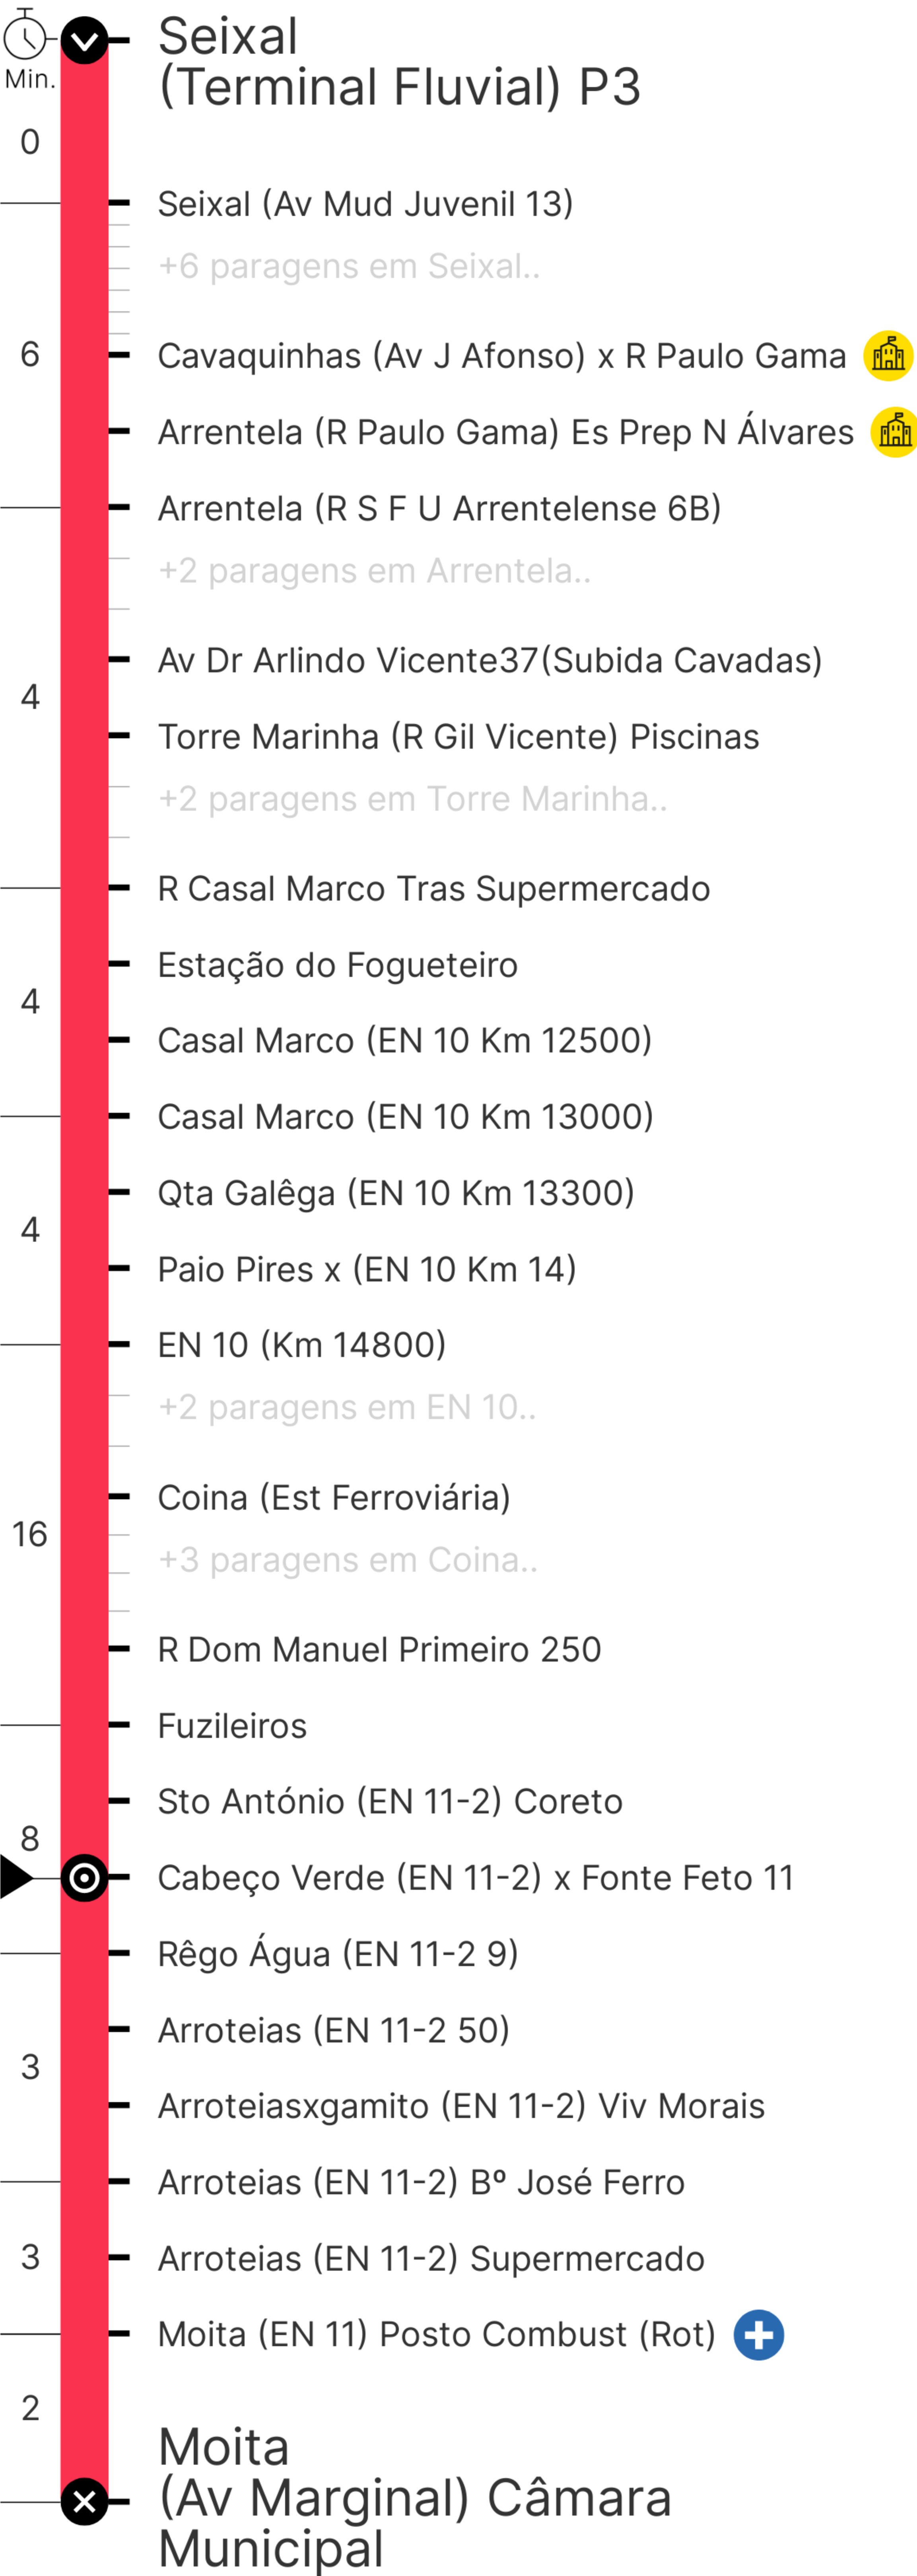 Seixal
(Terminal Fluvial) P3
Min.
0
Seixal (Av Mud Juvenil 13)
+6 paragens em Seixal..
6
Cavaquinhas (Av J Afonso) x R Paulo Gama
Arrentela (R Paulo Gama) Es Prep N Álvares
Arrentela (R S F U Arrentelense 6B)
+2 paragens em Arrentela..
Av Dr Arlindo Vicente37(Subida Cavadas)
4
Torre Marinha (R Gil Vicente) Piscinas
+2 paragens em Torre Marinha..
R Casal Marco Tras Supermercado
Estação do Fogueteiro
4
Casal Marco (EN 10 Km 12500)
Casal Marco (EN 10 Km 13000)
Qta Galêga (EN 10 Km 13300)
4
Paio Pires x (EN 10 Km 14)
EN 10 (Km 14800)
+2 paragens em EN 10..
Coina (Est Ferroviária)
16
+3 paragens em Coina..
R Dom Manuel Primeiro 250
Fuzileiros
Sto António (EN 11-2) Coreto
8
Cabeço Verde (EN 11-2) x Fonte Feto 11
Rêgo Água (EN 11-2 9)
Arroteias (EN 11-2 50)
3
Arroteiasxgamito (EN 11-2) Viv Morais
Arroteias (EN 11-2) Bº José Ferro
3
Arroteias (EN 11-2) Supermercado
Moita (EN 11) Posto Combust (Rot)
2
Moita
(Av Marginal) Câmara
Municipal